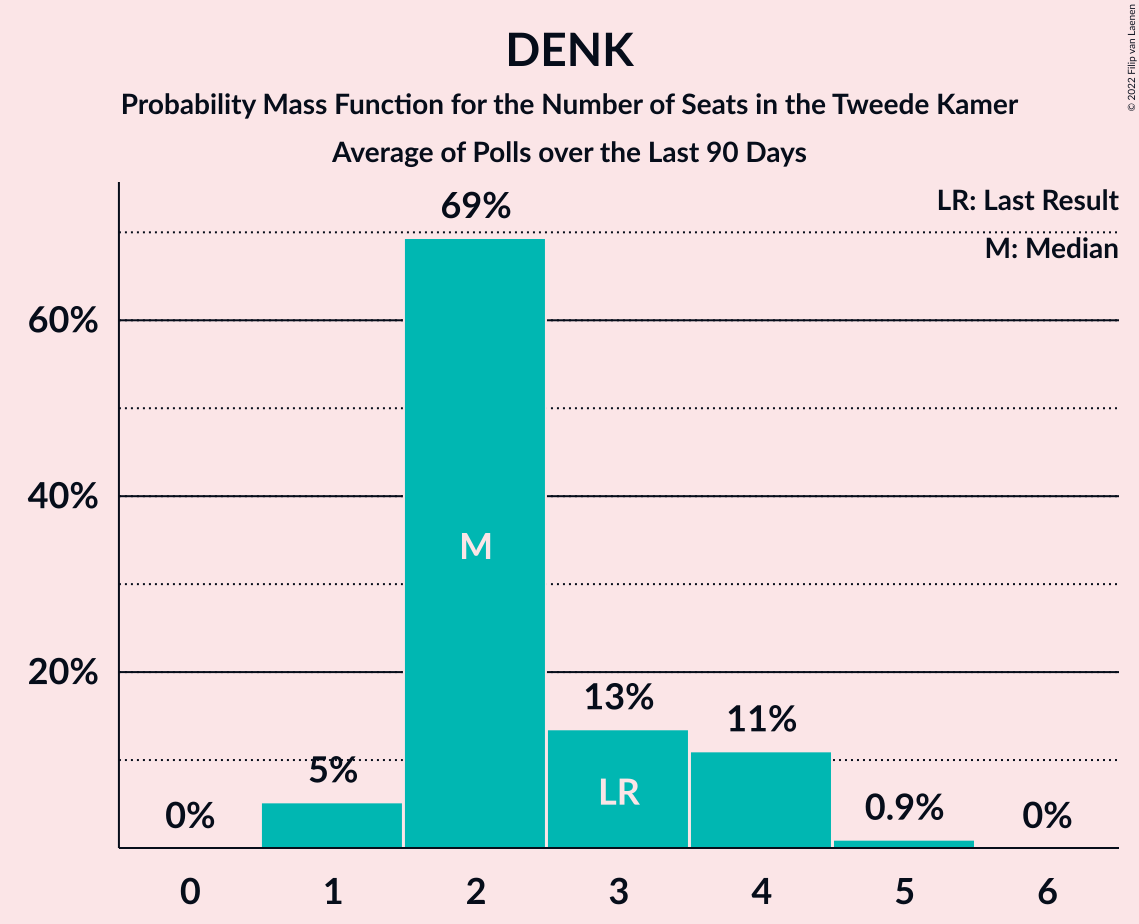 DENK
Probability Mass Function for the Number of Seats in the Tweede Kamer
Average of Polls over the Last 90 Days
© 2022 Filip van Laenen
LR: Last Result
M: Median
69%
60%
40%
20%
M
13%
11%
5%
LR
0%
0.9%
0%
0 1 2 3 4 5 6